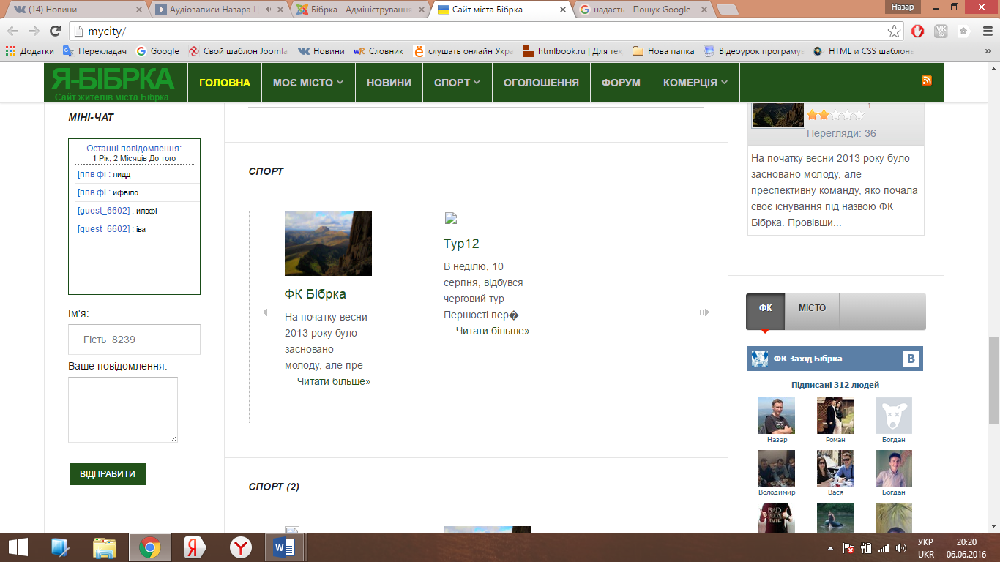 (14) Новини
Аудіозаписи Назара Ц
Бібрка - Адміністрування
Сайт міста Бібрка
надасть - Пошук Google
Назар
mycity/
Додатки
Перекладач
Google
Свой шаблон Joomla
Новини
Словник
слушать онлайн Укра
htmlbook.ru | Для тех
Нова папка
Відеоурок програмув
HTML и CSS шаблонь
»
Я-БІБРКА
Сайт жителів міста Бібрка
ГОЛОВНА
МОЄ МІСТО
НОВИНИ
СПОРТ
ОГОЛОШЕННЯ
ФОРУМ
КОМЕРЦІЯ
МІНІ-ЧАТ
Останні повідомлення:
1 Рік, 2 Місяців До того
[ппв фі : лидд
[ппв фі : ифвіло
[guest_6602] : илвфі
[guest_6602] : іва
Ім'я:
Гість_8239
Ваше повідомлення:
ВІДПРАВИТИ
СПОРТ
ФК Бібрка
На початку весни
2013 року було
засновано
молоду, але пре
Читати більше»
Тур12
В неділю, 10
серпня, відбувся
черговий тур
Першості пер�
Читати більше»
СПОРТ (2)
1
Перегляди: 36
На початку весни 2013 року було
засновано молоду, але
преспективну команду, яко почала
своє існування під назвою ФК
Бібрка. Провівши...
ФК
МІСТО
ФК Захід Бібрка
В
Підписані 312 людей
Назар
Роман
Богдан
Володимир
Вася
Богдан
УКР
UKR
20:20
06.06.2016